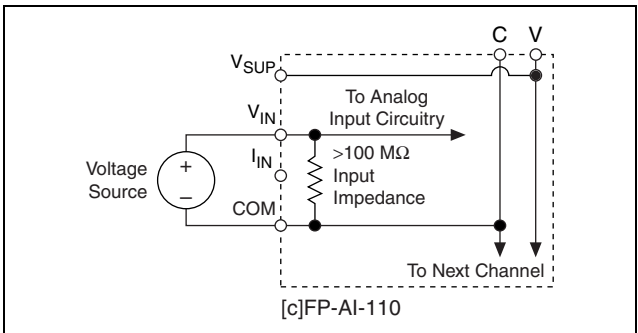 C V
VSUP
To Analog
Input Circuitry
VIN
IIN
>100 MΩ
Input
Impedance
Voltage
Source
+
–
COM
To Next Channel
[c]FP-AI-110